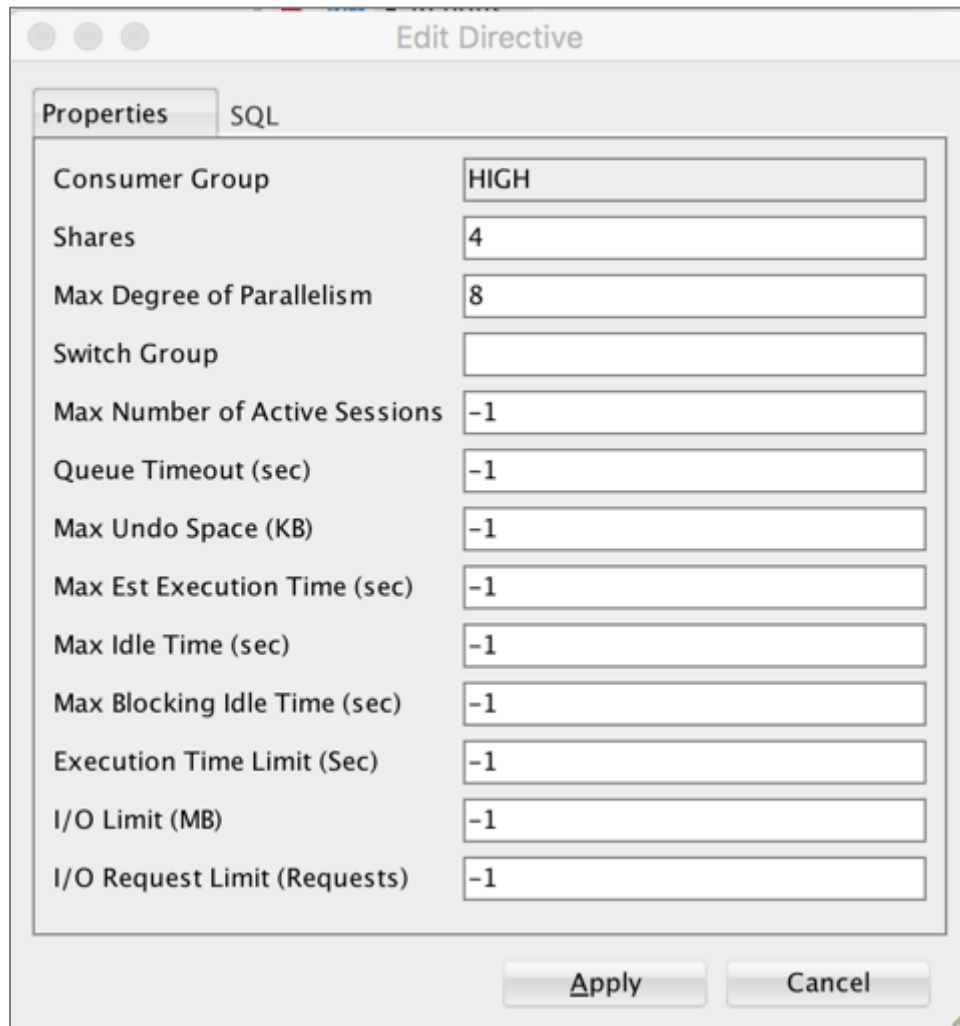 Edit Directive
Properties SQL
Consumer Group HIGH
Shares 4
Max Degree of Parallelism 8
Switch Group
Max Number of Active Sessions -1
Queue Timeout (sec) -1
Max Undo Space (KB) -1
Max Est Execution Time (sec) -1
Max Idle Time (sec) -1
Max Blocking Idle Time (sec) -1
Execution Time Limit (Sec) -1
I/O Limit (MB) -1
I/O Request Limit (Requests) -1
Apply Cancel